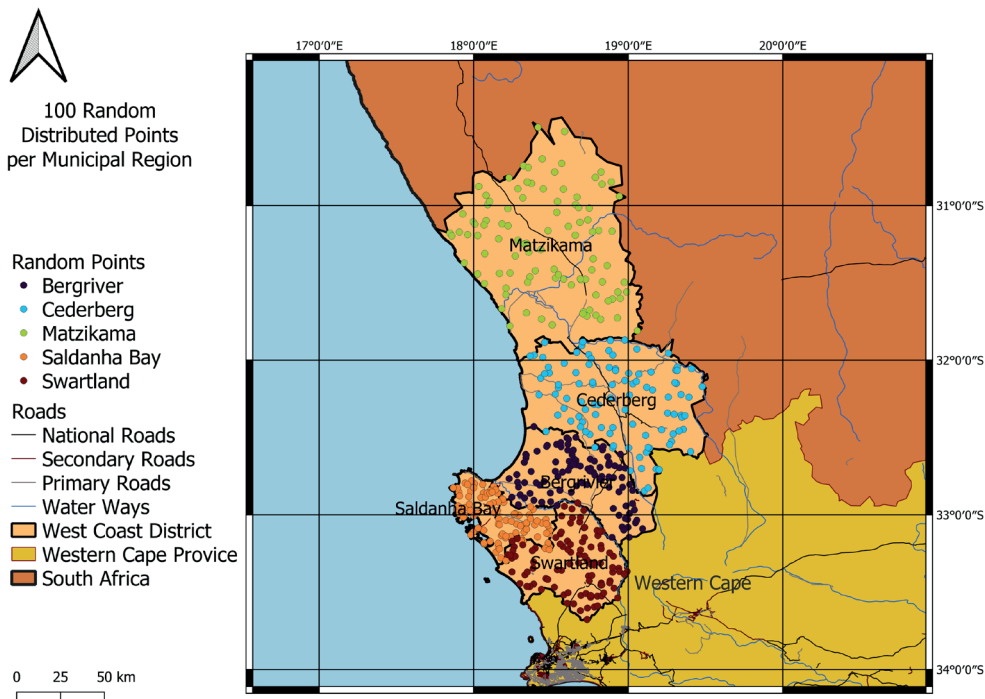 100 Random
Distributed Points
per Municipal Region
Random Points
Bergriver
Cederberg
Matzikama
Saldanha Bay
Swartland
Roads
National Roads
Secondary Roads
Primary Roads
Water Ways
West Coast District
Western Cape Provice
South Africa
0 25 50 km
17°0'0"E 18°0'0"E 19°0'0"E 20°0'0"E
31°0'0"S
32°0'0"S
33°0'0"S
34°0'0"S
Matzikama
Cederberg
Bergrivier
Saldanha Bay
Swartland
Western Cape